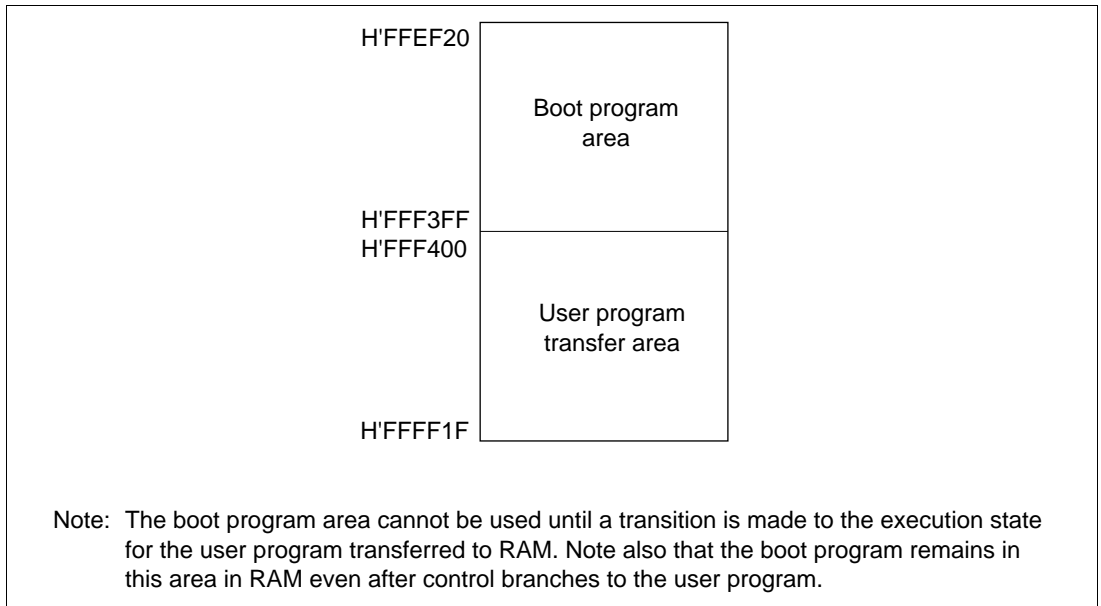 H'FFEF20
Boot program
area
H'FFF3FF
H'FFF400
User program
transfer area
H'FFFF1F
Note: The boot program area cannot be used until a transition is made to the execution state
for the user program transferred to RAM. Note also that the boot program remains in
this area in RAM even after control branches to the user program.